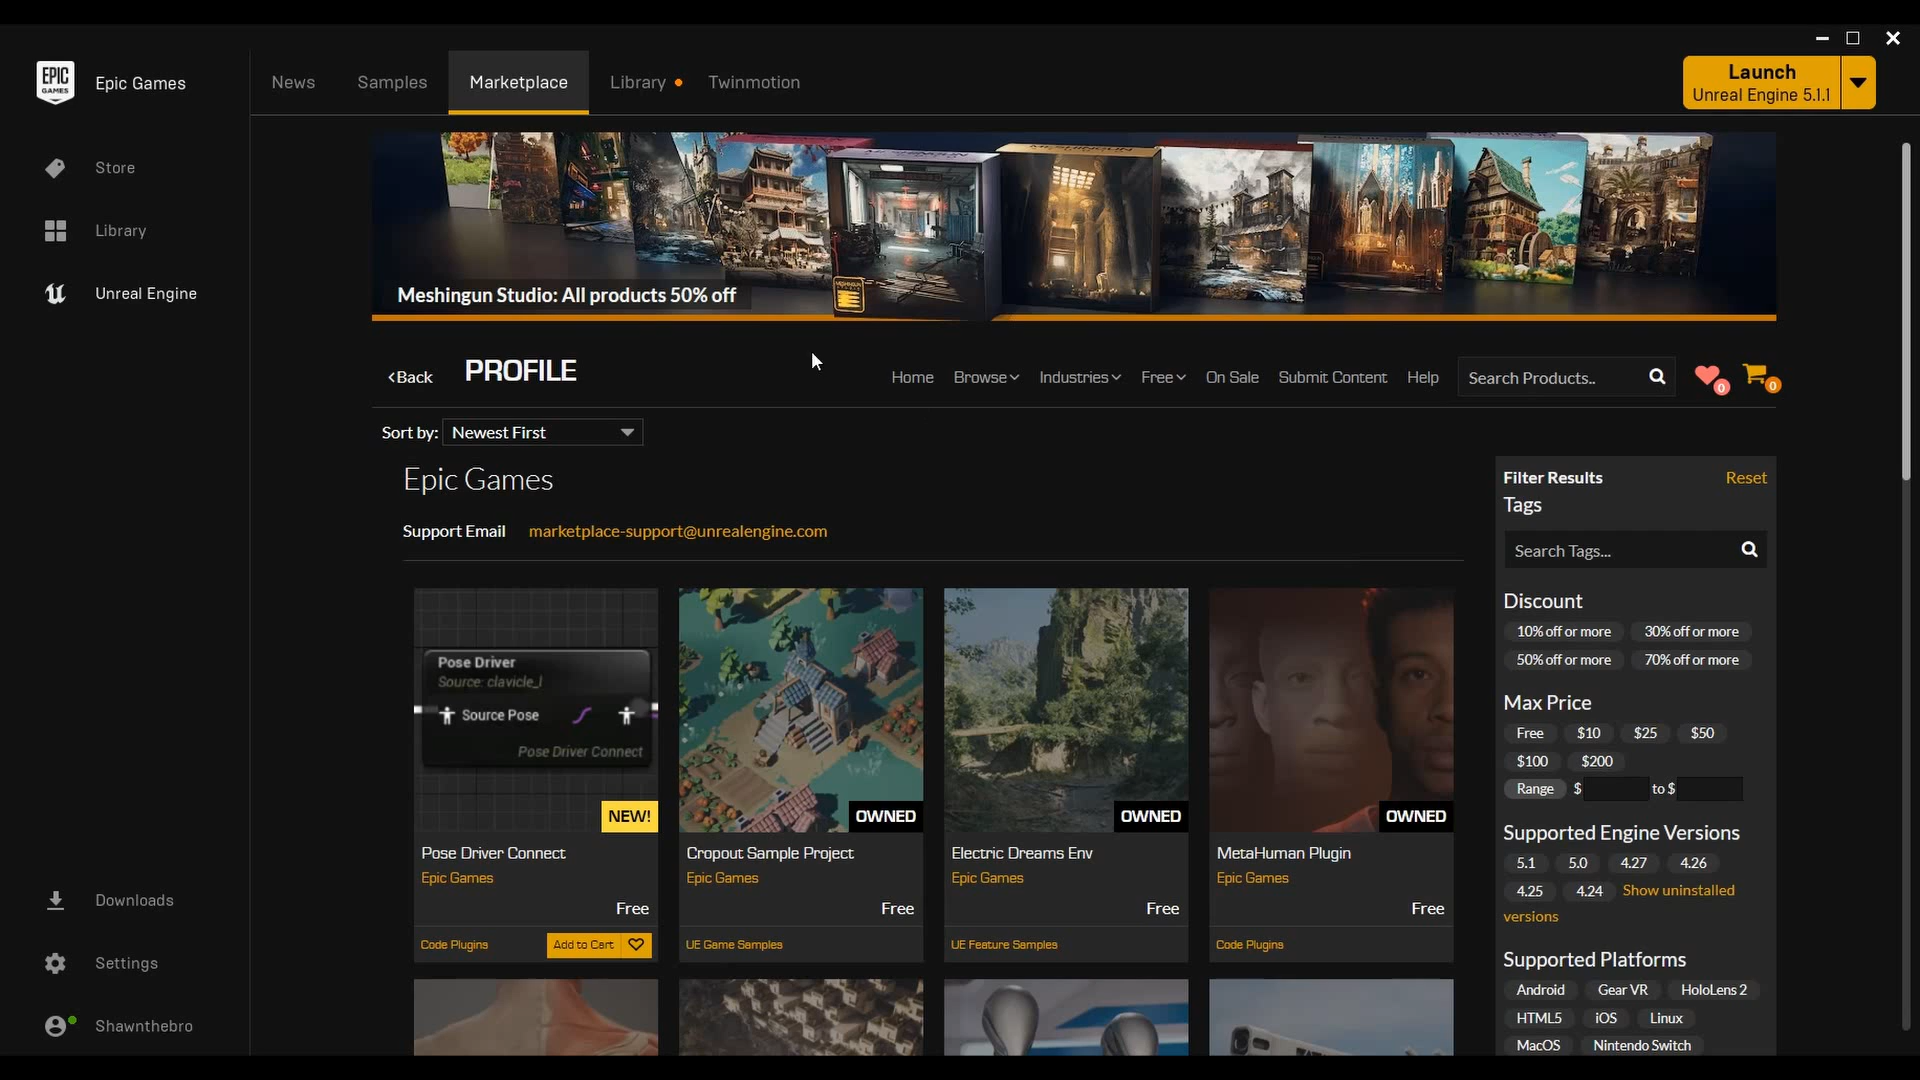 EPIC
GAMES
Epic Games
News
Samples
Marketplace
Library
Twinmotion
Launch
Unreal Engine 5.1.1
Store
Library
Unreal Engine
Meshingun Studio: All products 50% off
Back
PROFILE
Home
Browse
Industries
Free
On Sale
Submit Content
Help
Search Products..
0
0
Sort by:
Newest First
Epic Games
Support Email
marketplace-support@unrealengine.com
Pose Driver
Source: clavicle_l
Source Pose
Pose Driver Connect
NEW!
Pose Driver Connect
Epic Games
Free
Code Plugins
Add to Cart
OWNED
Cropout Sample Project
Epic Games
Free
UE Game Samples
OWNED
Electric Dreams Env
Epic Games
Free
UE Feature Samples
OWNED
MetaHuman Plugin
Epic Games
Free
Code Plugins
Filter Results
Reset
Tags
Search Tags...
Discount
10% off or more
30% off or more
50% off or more
70% off or more
Max Price
Free
$10
$25
$50
$100
$200
Range
$
to $
Supported Engine Versions
5.1
5.0
4.27
4.26
4.25
4.24
Show uninstalled
versions
Supported Platforms
Android
Gear VR
HoloLens 2
HTML5
iOS
Linux
MacOS
Nintendo Switch
Downloads
Settings
Shawnthebro